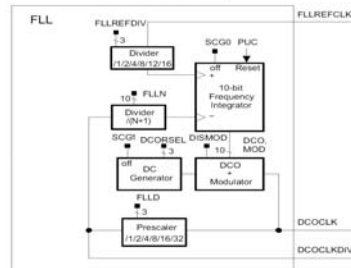 FLL
FLLREFCLK
FLLREFDIV
3
Divider
/1/2/4/8/12/16
SCG0
PUC
off
Reset
+
10-bit
Frequency
Integrator
−
FLLN
10
Divider
/(N+1)
SCG1
DCORSEL
3
DISMOD
DCO,
MOD
10
off
DC
Generator
DCO
+
Modulator
FLLD
3
Prescaler
/1/2/4/8/16/32
DCOCLK
DCOCLKDIV